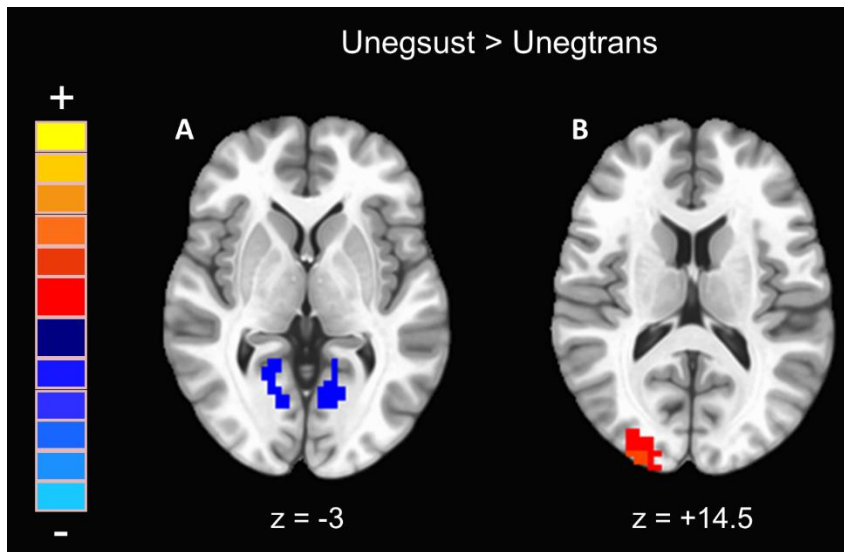 Unegsust > Unegtrans
+
A
B
-
z = -3
z = +14.5